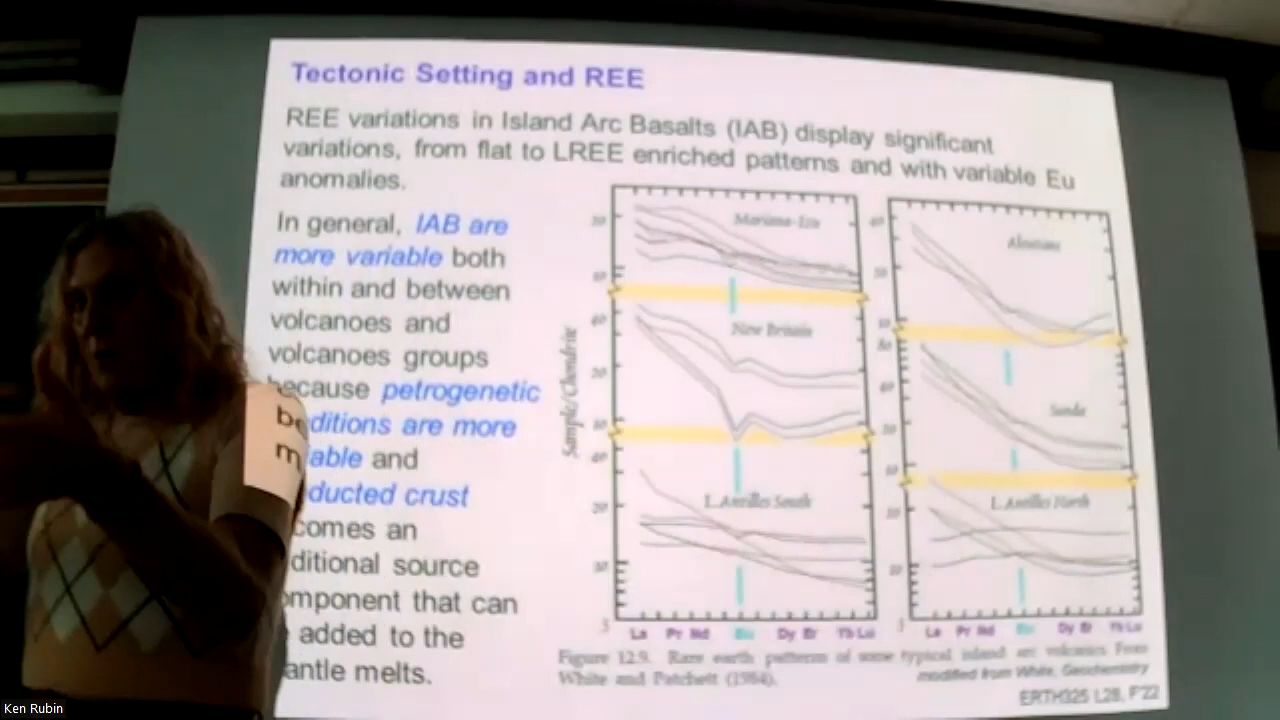 Tectonic Setting and REE
REE variations in Island Arc Basalts (IAB) display significant
variations, from flat to LREE enriched patterns and with variable Eu
anomalies.
In general, IAB are
more variable both
within and between
volcanoes and
volcanoes groups
because petrogenetic
ditions are more
able and
ducted crust
comes an
ditional source
mponent that can
added to the
antle melts.
Sample/Chondrite
Mariana-Izu
New Britain
L. Antilles South
Aleutians
Sunda
L. Antilles North
La Pr Nd Eu Dy Er Yb Lu
La Pr Nd Eu Dy Er Yb Lu
Figure 12.9. Rare earth patterns of some typical island arc volcanics. From
White and Patchett (1984).
modified from White, Geochemistry
ERTH325 L28, F'22
Ken Rubin